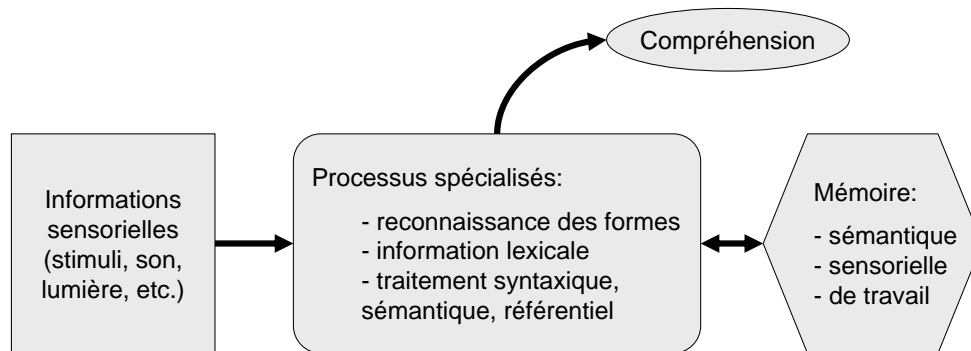 Compréhension
Informations
sensorielles
(stimuli, son,
lumière, etc.)
Processus spécialisés:
- reconnaissance des formes
- information lexicale
- traitement syntaxique,
sémantique, référentiel
Mémoire:
- sémantique
- sensorielle
- de travail